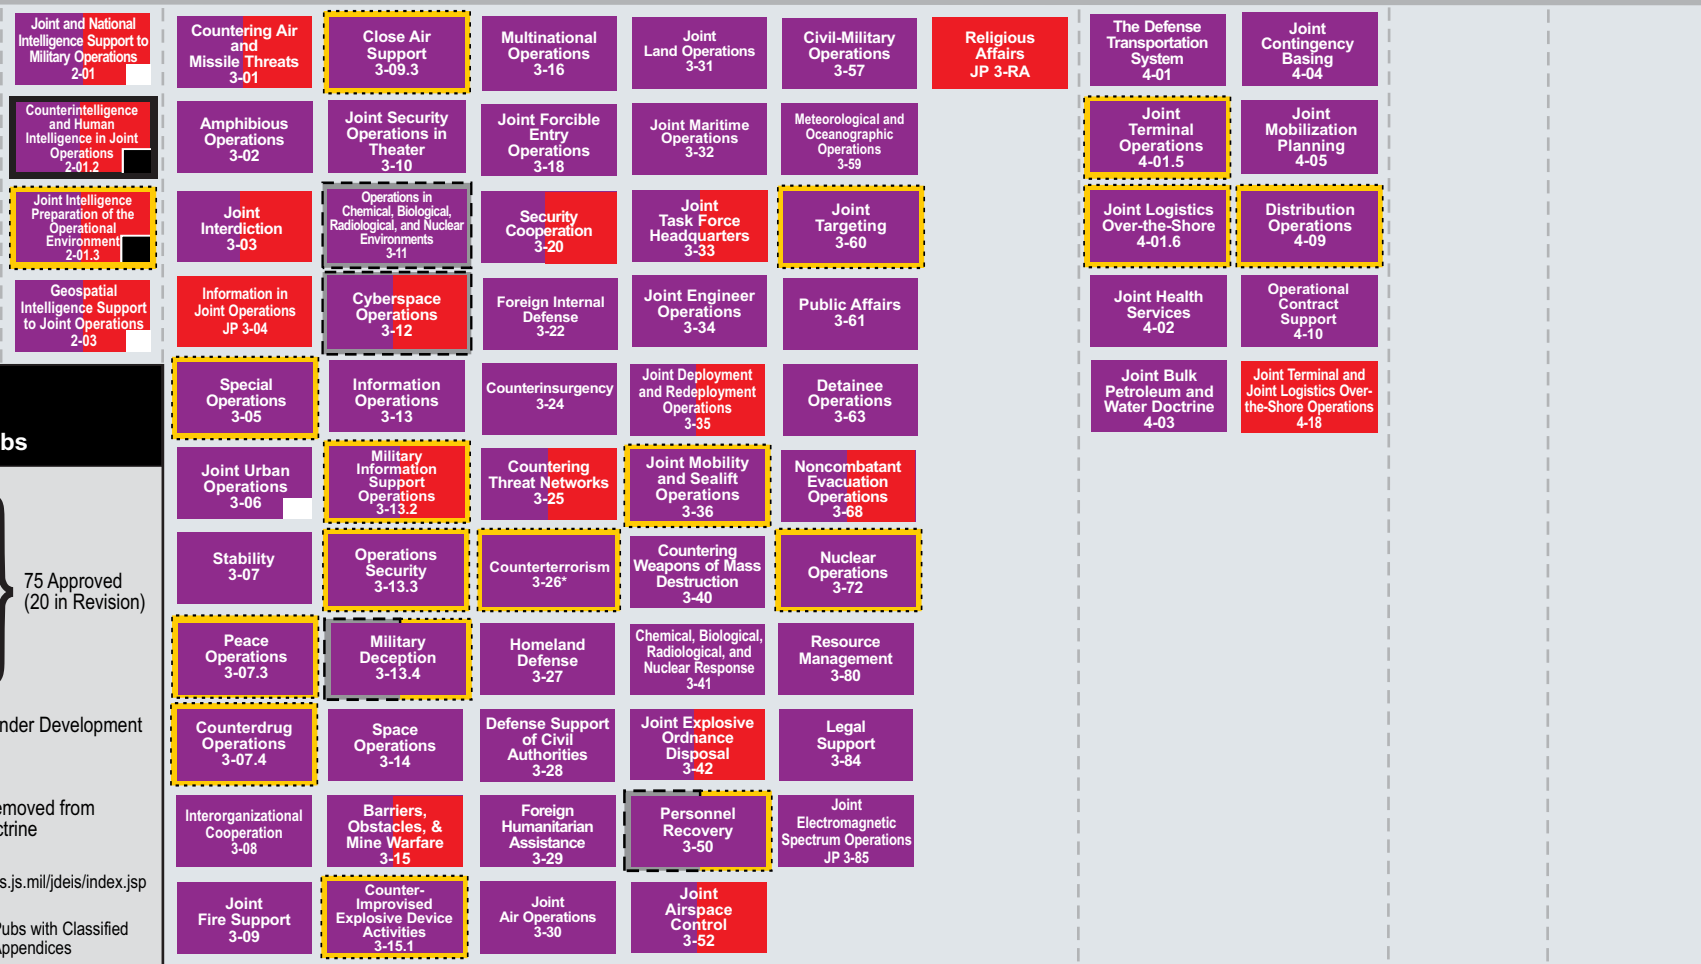 Joint and National
Intelligence Support to
Military Operations
2-01
Counterintelligence
and Human
Intelligence in Joint
Operations
2-01.2
Joint Intelligence
Preparation of the
Operational
Environment
2-01.3
Geospatial
Intelligence Support
to Joint Operations
2-03
bs
75 Approved
(20 in Revision)
nder Development
emoved from
ctrine
s.js.mil/jdeis/index.jsp
Pubs with Classified
Appendices
Countering Air
and
Missile Threats
3-01
Amphibious
Operations
3-02
Joint
Interdiction
3-03
Information in
Joint Operations
JP 3-04
Special
Operations
3-05
Joint Urban
Operations
3-06
Stability
3-07
Peace
Operations
3-07.3
Counterdrug
Operations
3-07.4
Interorganizational
Cooperation
3-08
Joint
Fire Support
3-09
Close Air
Support
3-09.3
Joint Security
Operations in
Theater
3-10
Operations in
Chemical, Biological,
Radiological, and Nuclear
Environments
3-11
Cyberspace
Operations
3-12
Information
Operations
3-13
Military
Information
Support
Operations
3-13.2
Operations
Security
3-13.3
Military
Deception
3-13.4
Space
Operations
3-14
Barriers,
Obstacles, &
Mine Warfare
3-15
Counter-
Improvised
Explosive Device
Activities
3-15.1
Multinational
Operations
3-16
Joint Forcible
Entry
Operations
3-18
Security
Cooperation
3-20
Foreign Internal
Defense
3-22
Counterinsurgency
3-24
Countering
Threat Networks
3-25
Counterterrorism
3-26*
Homeland
Defense
3-27
Defense Support
of Civil
Authorities
3-28
Foreign
Humanitarian
Assistance
3-29
Joint
Air Operations
3-30
Joint
Land Operations
3-31
Joint Maritime
Operations
3-32
Joint
Task Force
Headquarters
3-33
Joint Engineer
Operations
3-34
Joint Deployment
and Redeployment
Operations
3-35
Joint Mobility
and Sealift
Operations
3-36
Countering
Weapons of Mass
Destruction
3-40
Chemical, Biological,
Radiological, and
Nuclear Response
3-41
Joint Explosive
Ordnance
Disposal
3-42
Personnel
Recovery
3-50
Joint
Airspace
Control
3-52
Civil-Military
Operations
3-57
Meteorological and
Oceanographic
Operations
3-59
Joint
Targeting
3-60
Public Affairs
3-61
Detainee
Operations
3-63
Noncombatant
Evacuation
Operations
3-68
Nuclear
Operations
3-72
Resource
Management
3-80
Legal
Support
3-84
Joint
Electromagnetic
Spectrum Operations
JP 3-85
Religious
Affairs
JP 3-RA
The Defense
Transportation
System
4-01
Joint
Terminal
Operations
4-01.5
Joint Logistics
Over-the-Shore
4-01.6
Joint Health
Services
4-02
Joint Bulk
Petroleum and
Water Doctrine
4-03
Joint
Contingency
Basing
4-04
Joint
Mobilization
Planning
4-05
Distribution
Operations
4-09
Operational
Contract
Support
4-10
Joint Terminal and
Joint Logistics Over-
the-Shore Operations
4-18